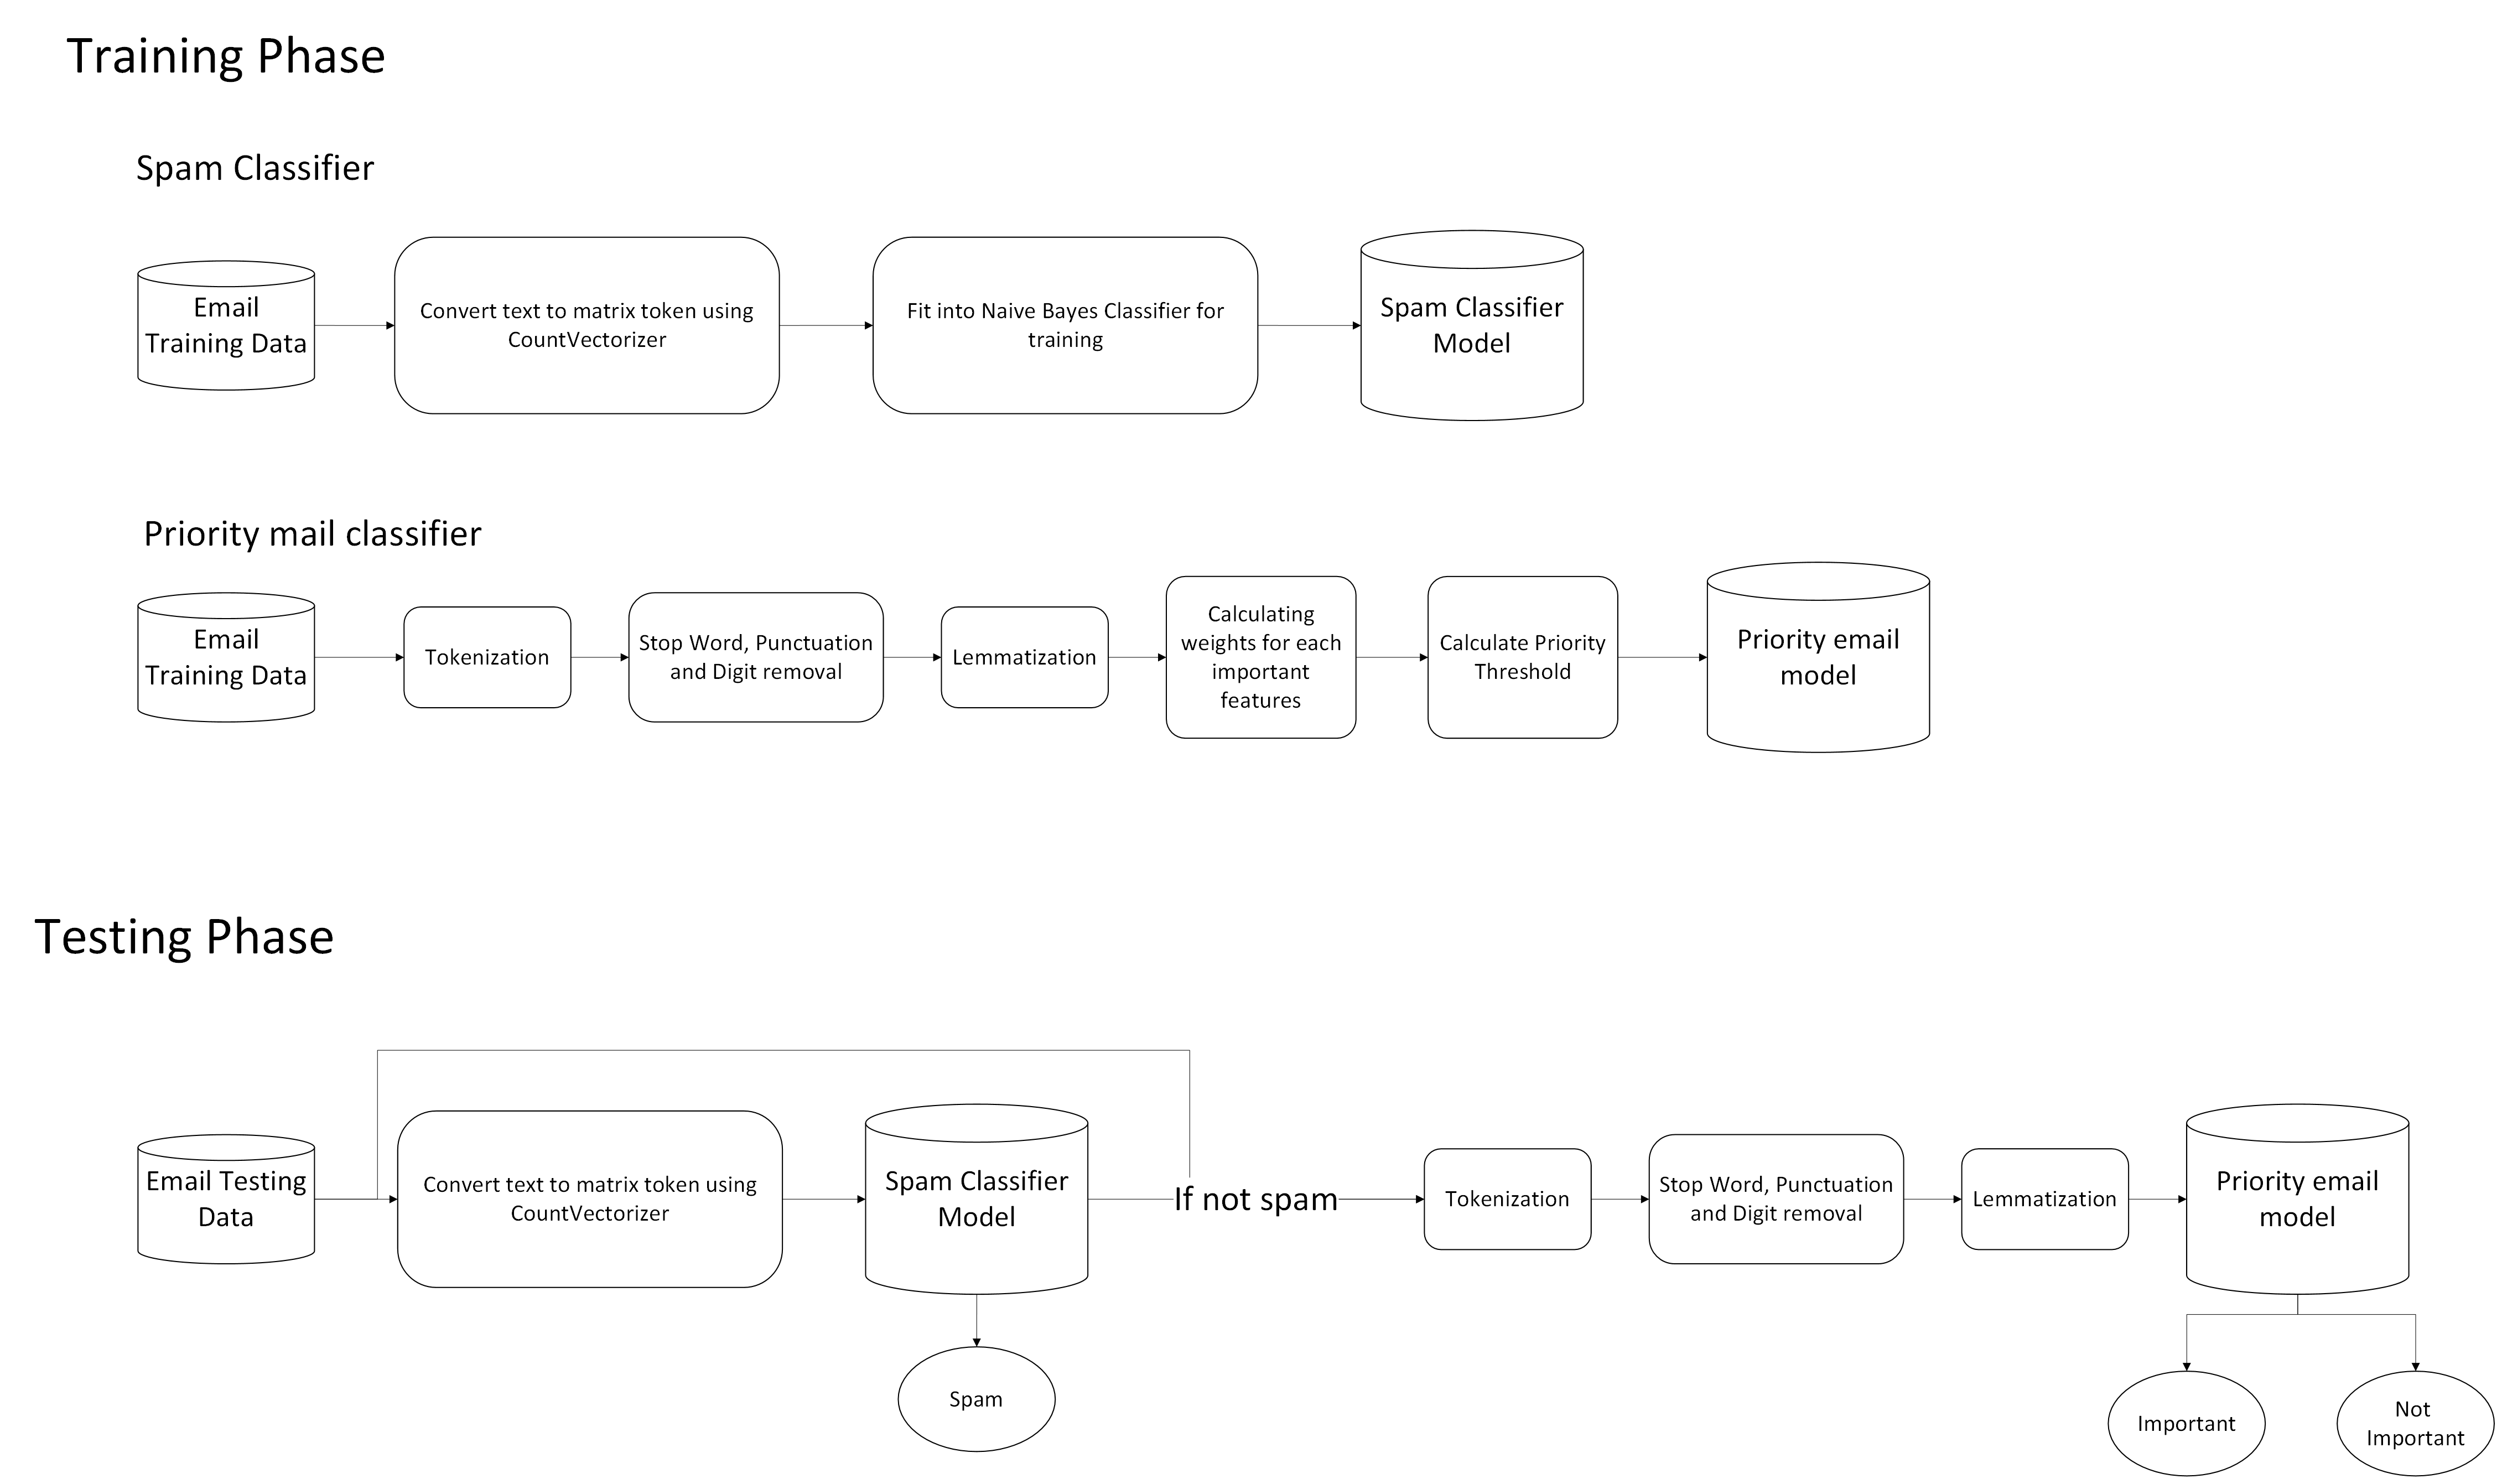 Training Phase
Spam Classifier
Email
Training Data
Convert text to matrix token using
CountVectorizer
Fit into Naive Bayes Classifier for
training
Spam Classifier
Model
Priority mail classifier
Email
Training Data
Tokenization
Stop Word, Punctuation
and Digit removal
Lemmatization
Calculating
weights for each
important
features
Calculate Priority
Threshold
Priority email
model
Testing Phase
Email Testing
Data
Convert text to matrix token using
CountVectorizer
Spam Classifier
Model
If not spam
Tokenization
Stop Word, Punctuation
and Digit removal
Lemmatization
Priority email
model
Spam
Important
Not
Important